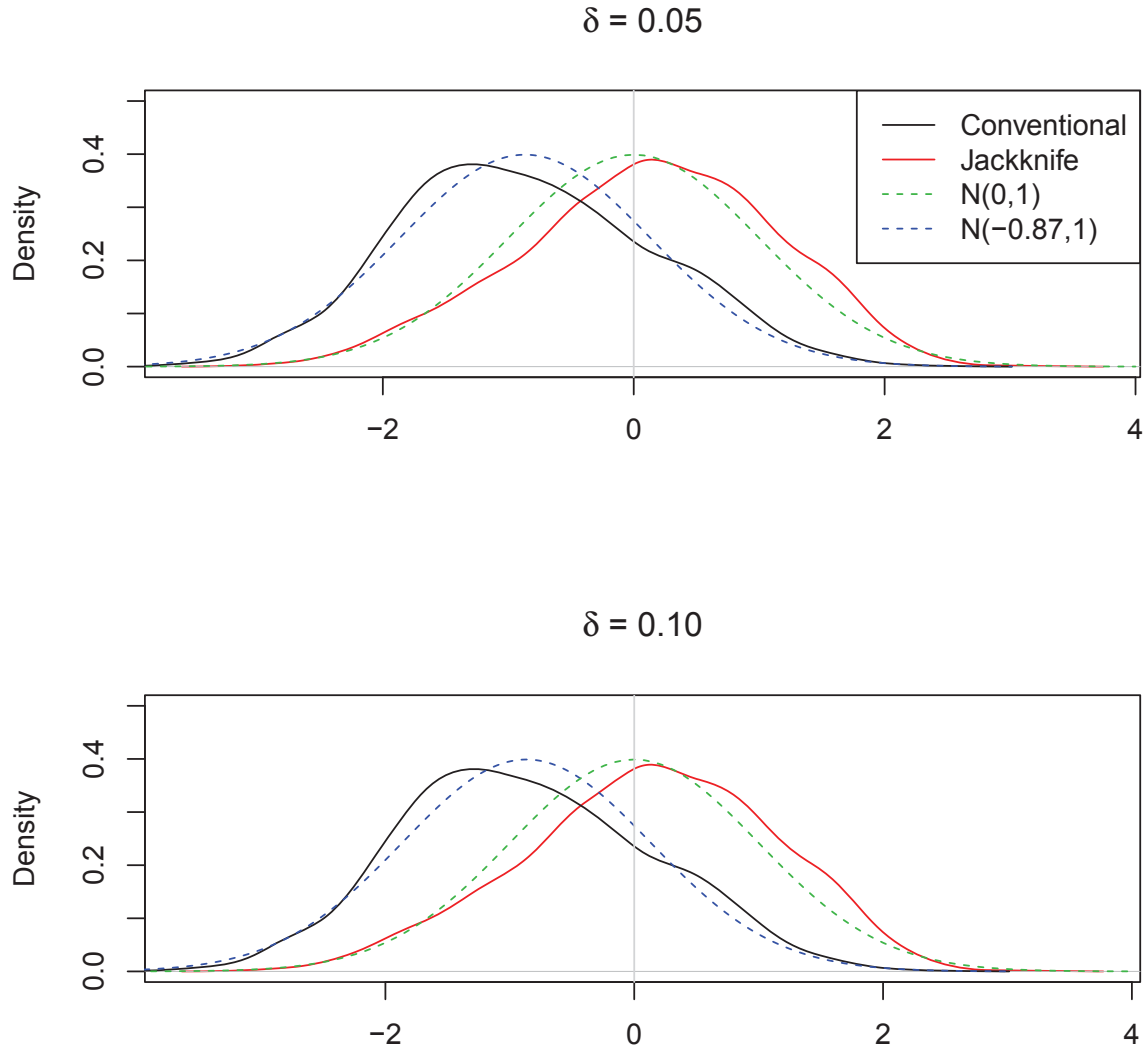 δ = 0.05
Density
0.0 0.2 0.4
Conventional
Jackknife
N(0,1)
N(−0.87,1)
−2 0 2 4
δ = 0.10
Density
0.0 0.2 0.4
−2 0 2 4